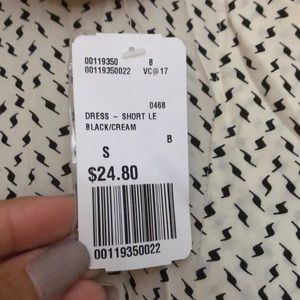 00119350 B
00119350022 VC@17
0468
DRESS - SHORT LE
BLACK/CREAM
B
S
$24.80
00119350022